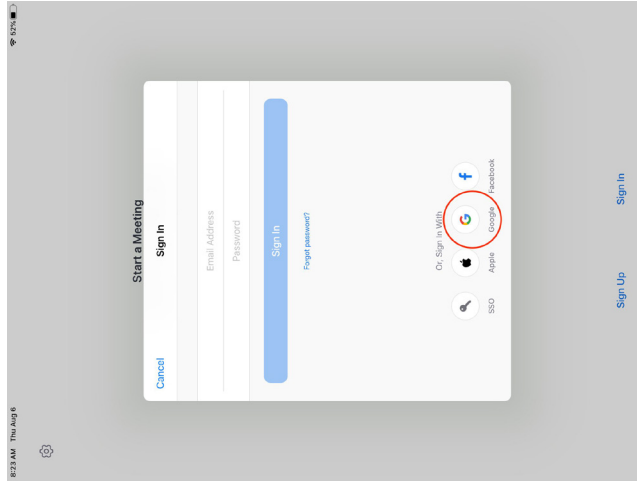 8:23 AM Thu Aug 6
52%
Start a Meeting
Cancel
Sign In
Email Address
Password
Sign In
Forgot password?
Or, Sign In With
SSO
Apple
Google
Facebook
Sign Up
Sign In